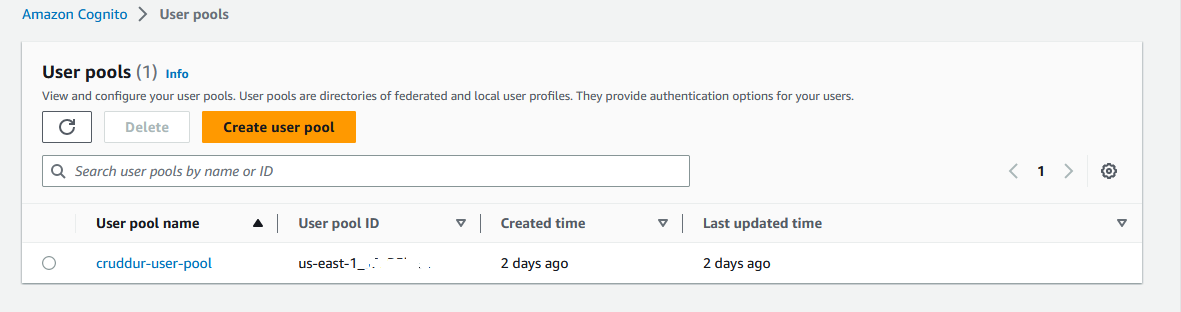 Amazon Cognito > User pools
User pools (1) Info
View and configure your user pools. User pools are directories of federated and local user profiles. They provide authentication options for your users.
Delete Create user pool
Search user pools by name or ID 1
User pool name User pool ID Created time Last updated time
cruddur-user-pool us-east-1_ 2 days ago 2 days ago